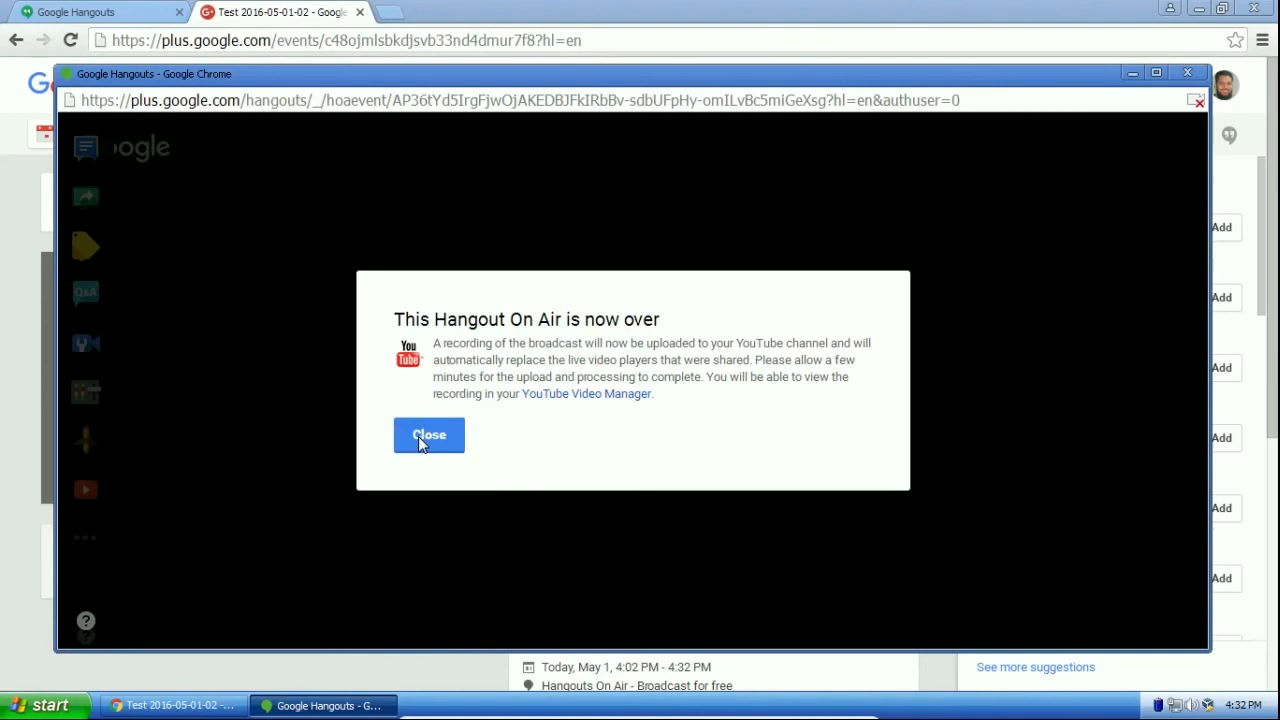 Google Hangouts
Test 2016-05-01-02 - Google
https://plus.google.com/events/c48ojmlsbkdjsvb33nd4dmur7f8?hl=en
Google Hangouts - Google Chrome
https://plus.google.com/hangouts/_/hoaevent/AP36tYd5IrgFjwOjAKEDBJFkIRbBv-sdbUFpHy-omILvBc5miGeXsg?hl=en&authuser=0
oogle
Q&A
This Hangout On Air is now over
You
Tube
A recording of the broadcast will now be uploaded to your YouTube channel and will
automatically replace the live video players that were shared. Please allow a few
minutes for the upload and processing to complete. You will be able to view the
recording in your YouTube Video Manager.
Close
Add
Add
Add
Add
Add
Add
?
Today, May 1, 4:02 PM - 4:32 PM
Hangouts On Air - Broadcast for free
See more suggestions
start
Test 2016-05-01-02 -...
Google Hangouts - G...
4:32 PM